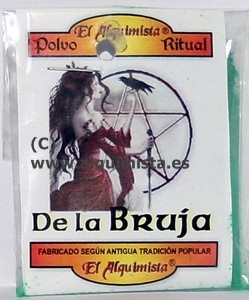 El Alquimista®
Polvo Ritual
(C)
www.alquimista.es
De la Bruja
FABRICADO SEGÚN ANTIGUA TRADICIÓN POPULAR
El Alquimista®